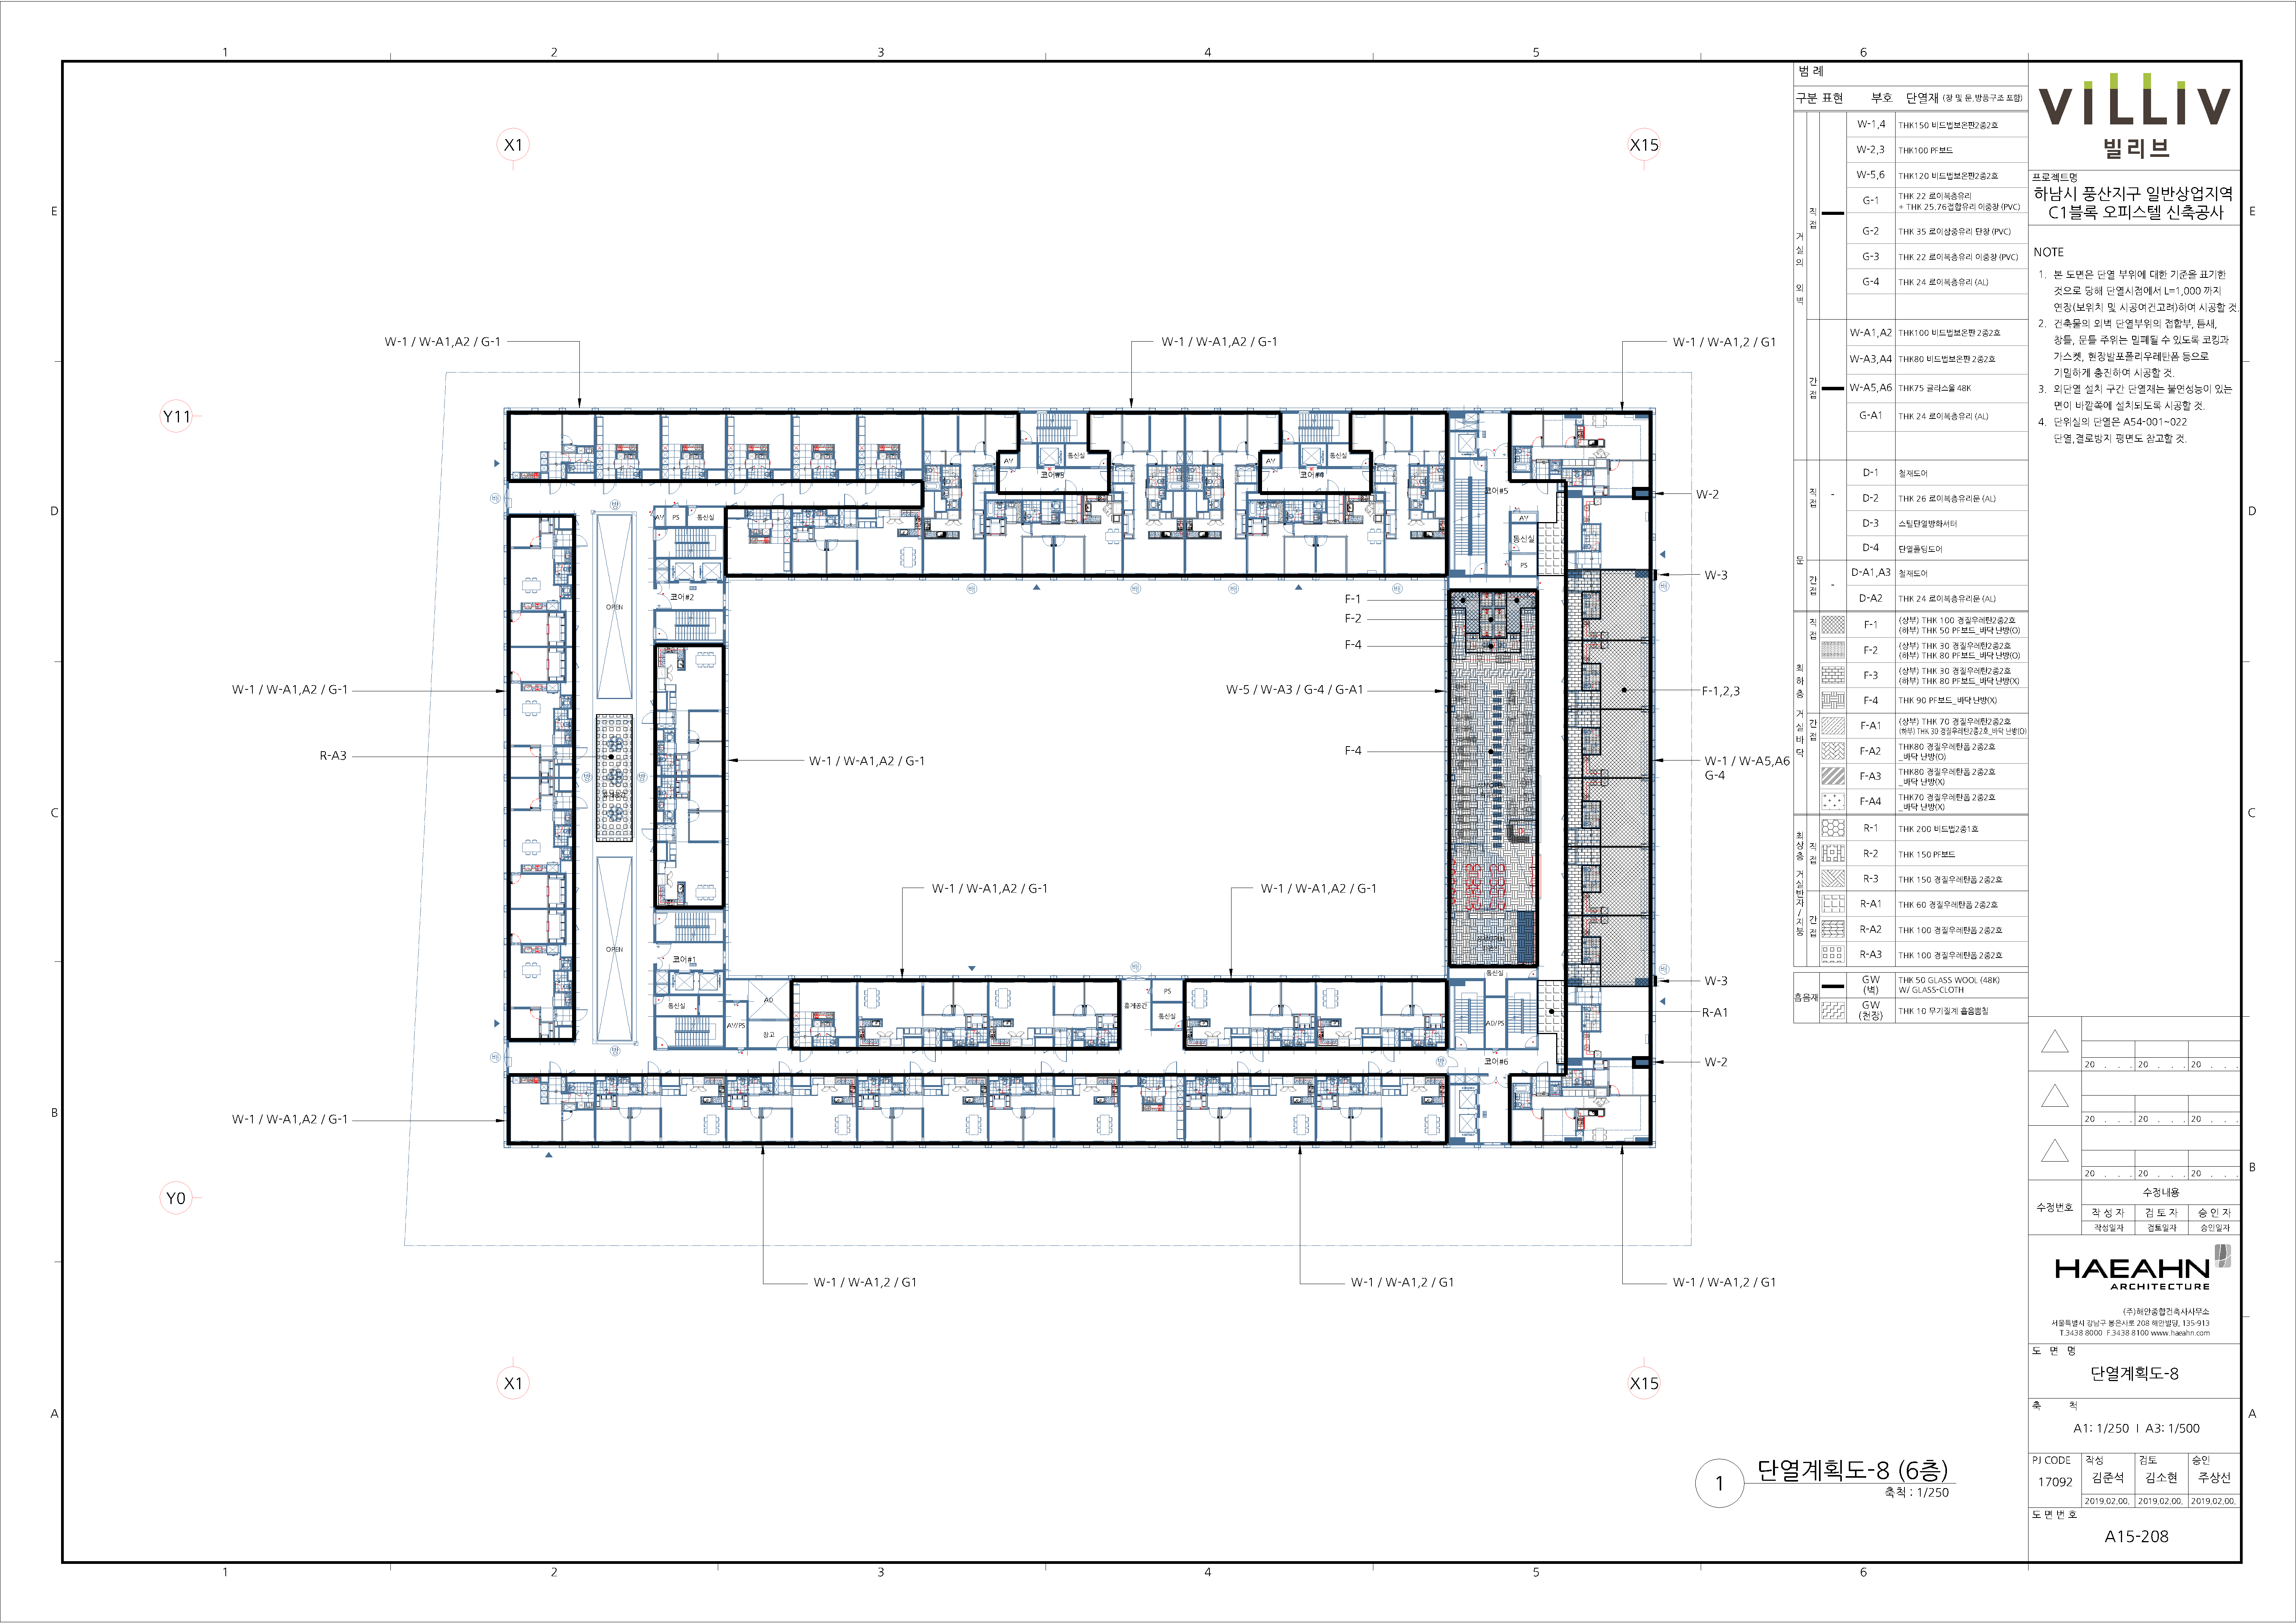 1 2 3 4 5 6
E
D
C
B
A
X1
X15
Y11
Y0
W-1 / W-A1,A2 / G-1
W-1 / W-A1,A2 / G-1
W-1 / W-A1,2 / G1
W-2
W-3
F-1
F-2
F-4
W-1 / W-A1,A2 / G-1
W-5 / W-A3 / G-4 / G-A1
F-1,2,3
R-A3
W-1 / W-A1,A2 / G-1
F-4
W-1 / W-A5,A6
G-4
W-1 / W-A1,A2 / G-1
W-1 / W-A1,A2 / G-1
W-3
R-A1
W-2
W-1 / W-A1,A2 / G-1
W-1 / W-A1,2 / G1
W-1 / W-A1,2 / G1
W-1 / W-A1,2 / G1
AV
통신실
코어#3
AV
통신실
코어#4
코어#5
AV
통신실
PS
AV
PS
통신실
코어#2
OPEN
OPEN
코어#1
통신실
AV/PS
AD
창고
휴게공간
PS
통신실
통신실
AD/PS
코어#6
X1
X15
1
단열계획도-8 (6층)
축척 : 1/250
범 례
구분 표현 부호 단열재 (창 및 문,방풍구조 포함)
거실의 외벽
직접
W-1,4 THK150 비드법보온판2종2호
W-2,3 THK100 PF보드
W-5,6 THK120 비드법보온판2종2호
G-1 THK 22 로이복층유리
+ THK 25.76접합유리 이중창 (PVC)
G-2 THK 35 로이삼중유리 단창 (PVC)
G-3 THK 22 로이복층유리 이중창 (PVC)
G-4 THK 24 로이복층유리 (AL)
간접
W-A1,A2 THK100 비드법보온판 2종2호
W-A3,A4 THK80 비드법보온판 2종2호
W-A5,A6 THK75 글라스울 48K
G-A1 THK 24 로이복층유리 (AL)
문
직접
-
D-1 철재도어
D-2 THK 26 로이복층유리문 (AL)
D-3 스틸단열방화셔터
D-4 단열폴딩도어
간접
-
D-A1,A3 철재도어
D-A2 THK 24 로이복층유리문 (AL)
최하층 거실바닥
직접
F-1 (상부) THK 100 경질우레탄2종2호
(하부) THK 50 PF보드_바닥 난방(O)
F-2 (상부) THK 30 경질우레탄2종2호
(하부) THK 80 PF보드_바닥 난방(O)
F-3 (상부) THK 30 경질우레탄2종2호
(하부) THK 80 PF보드_바닥 난방(X)
F-4 THK 90 PF보드_바닥 난방(X)
간접
F-A1 (상부) THK 70 경질우레탄2종2호
(하부) THK 30 경질우레탄2종2호_바닥 난방(O)
F-A2 THK80 경질우레탄폼 2종2호
_바닥 난방(O)
F-A3 THK80 경질우레탄폼 2종2호
_바닥 난방(X)
F-A4 THK70 경질우레탄폼 2종2호
_바닥 난방(X)
최상층 거실반자/지붕
직접
R-1 THK 200 비드법2종1호
R-2 THK 150 PF보드
R-3 THK 150 경질우레탄폼 2종2호
간접
R-A1 THK 60 경질우레탄폼 2종2호
R-A2 THK 100 경질우레탄폼 2종2호
R-A3 THK 100 경질우레탄폼 2종2호
흡음재
GW (벽) THK 50 GLASS WOOL (48K)
W/ GLASS-CLOTH
GW (천장) THK 10 무기질계 흡음뿜칠
VILLIV
빌리브
프로젝트명
하남시 풍산지구 일반상업지역
C1블록 오피스텔 신축공사
NOTE
1. 본 도면은 단열 부위에 대한 기준을 표기한
것으로 당해 단열시점에서 L=1,000 까지
연장(보위치 및 시공여건고려)하여 시공할 것.
2. 건축물의 외벽 단열부위의 접합부, 틈새,
창틀, 문틀 주위는 밀폐될 수 있도록 코킹과
가스켓, 현장발포폴리우레탄폼 등으로
기밀하게 충진하여 시공할 것.
3. 외단열 설치 구간 단열재는 불연성능이 있는
면이 바깥쪽에 설치되도록 시공할 것.
4. 단위실의 단열은 A54-001~022
단열,결로방지 평면도 참고할 것.
20 . . . 20 . . . 20 . . .
20 . . . 20 . . . 20 . . .
20 . . . 20 . . . 20 . . .
수정번호
수정내용
작 성 자 검 토 자 승 인 자
작성일자 검토일자 승인일자
HAEAHN
ARCHITECTURE
(주)해안종합건축사사무소
서울특별시 강남구 봉은사로 208 해안빌딩, 135-913
T.3438 8000 F.3438 8100 www.haeahn.com
도 면 명
단열계획도-8
축 척
A1: 1/250 I A3: 1/500
PJ CODE 작성 검토 승인
17092 김준석 김소현 주상선
2019.02.00. 2019.02.00. 2019.02.00.
도 면 번 호
A15-208
E
D
C
B
A
1 2 3 4 5 6